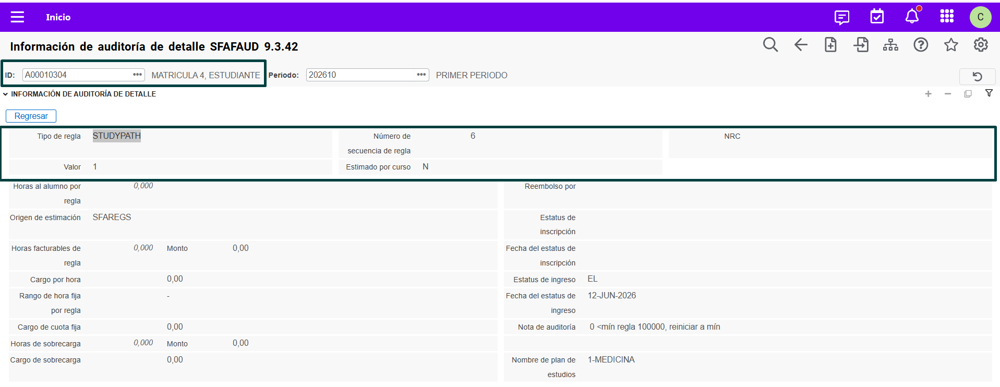 Inicio
C
Información de auditoría de detalle SFAFAUD 9.3.42
ID: A00010304 ••• MATRICULA 4, ESTUDIANTE Periodo: 202610 ••• PRIMER PERIODO
INFORMACIÓN DE AUDITORÍA DE DETALLE
Regresar
Tipo de regla STUDYPATH Número de secuencia de regla 6 NRC
Valor 1 Estimado por curso N
Horas al alumno por regla 0,000 Reembolso por
Origen de estimación SFAREGS Estatus de inscripción
Horas facturables de regla 0,000 Monto 0,00 Fecha del estatus de inscripción
Cargo por hora 0,00 Estatus de ingreso EL
Rango de hora fija por regla - Fecha del estatus de ingreso 12-JUN-2026
Cargo de cuota fija 0,00 Nota de auditoría 0 <mín regla 100000, reiniciar a mín
Horas de sobrecarga 0,000 Monto 0,00
Cargo de sobrecarga 0,00 Nombre de plan de estudios 1-MEDICINA